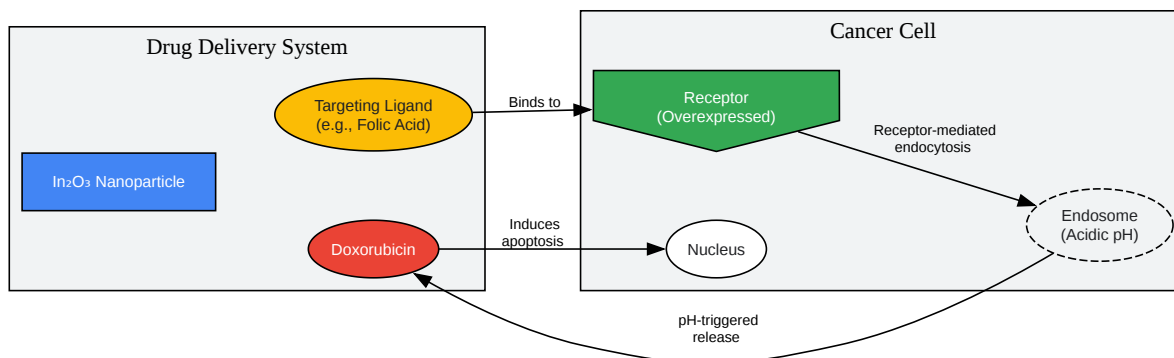 Drug Delivery System
Cancer Cell
Targeting Ligand
(e.g., Folic Acid)
Binds to
Receptor
(Overexpressed)
Receptor-mediated
endocytosis
In₂O₃ Nanoparticle
Doxorubicin
Induces
apoptosis
Nucleus
Endosome
(Acidic pH)
pH-triggered
release